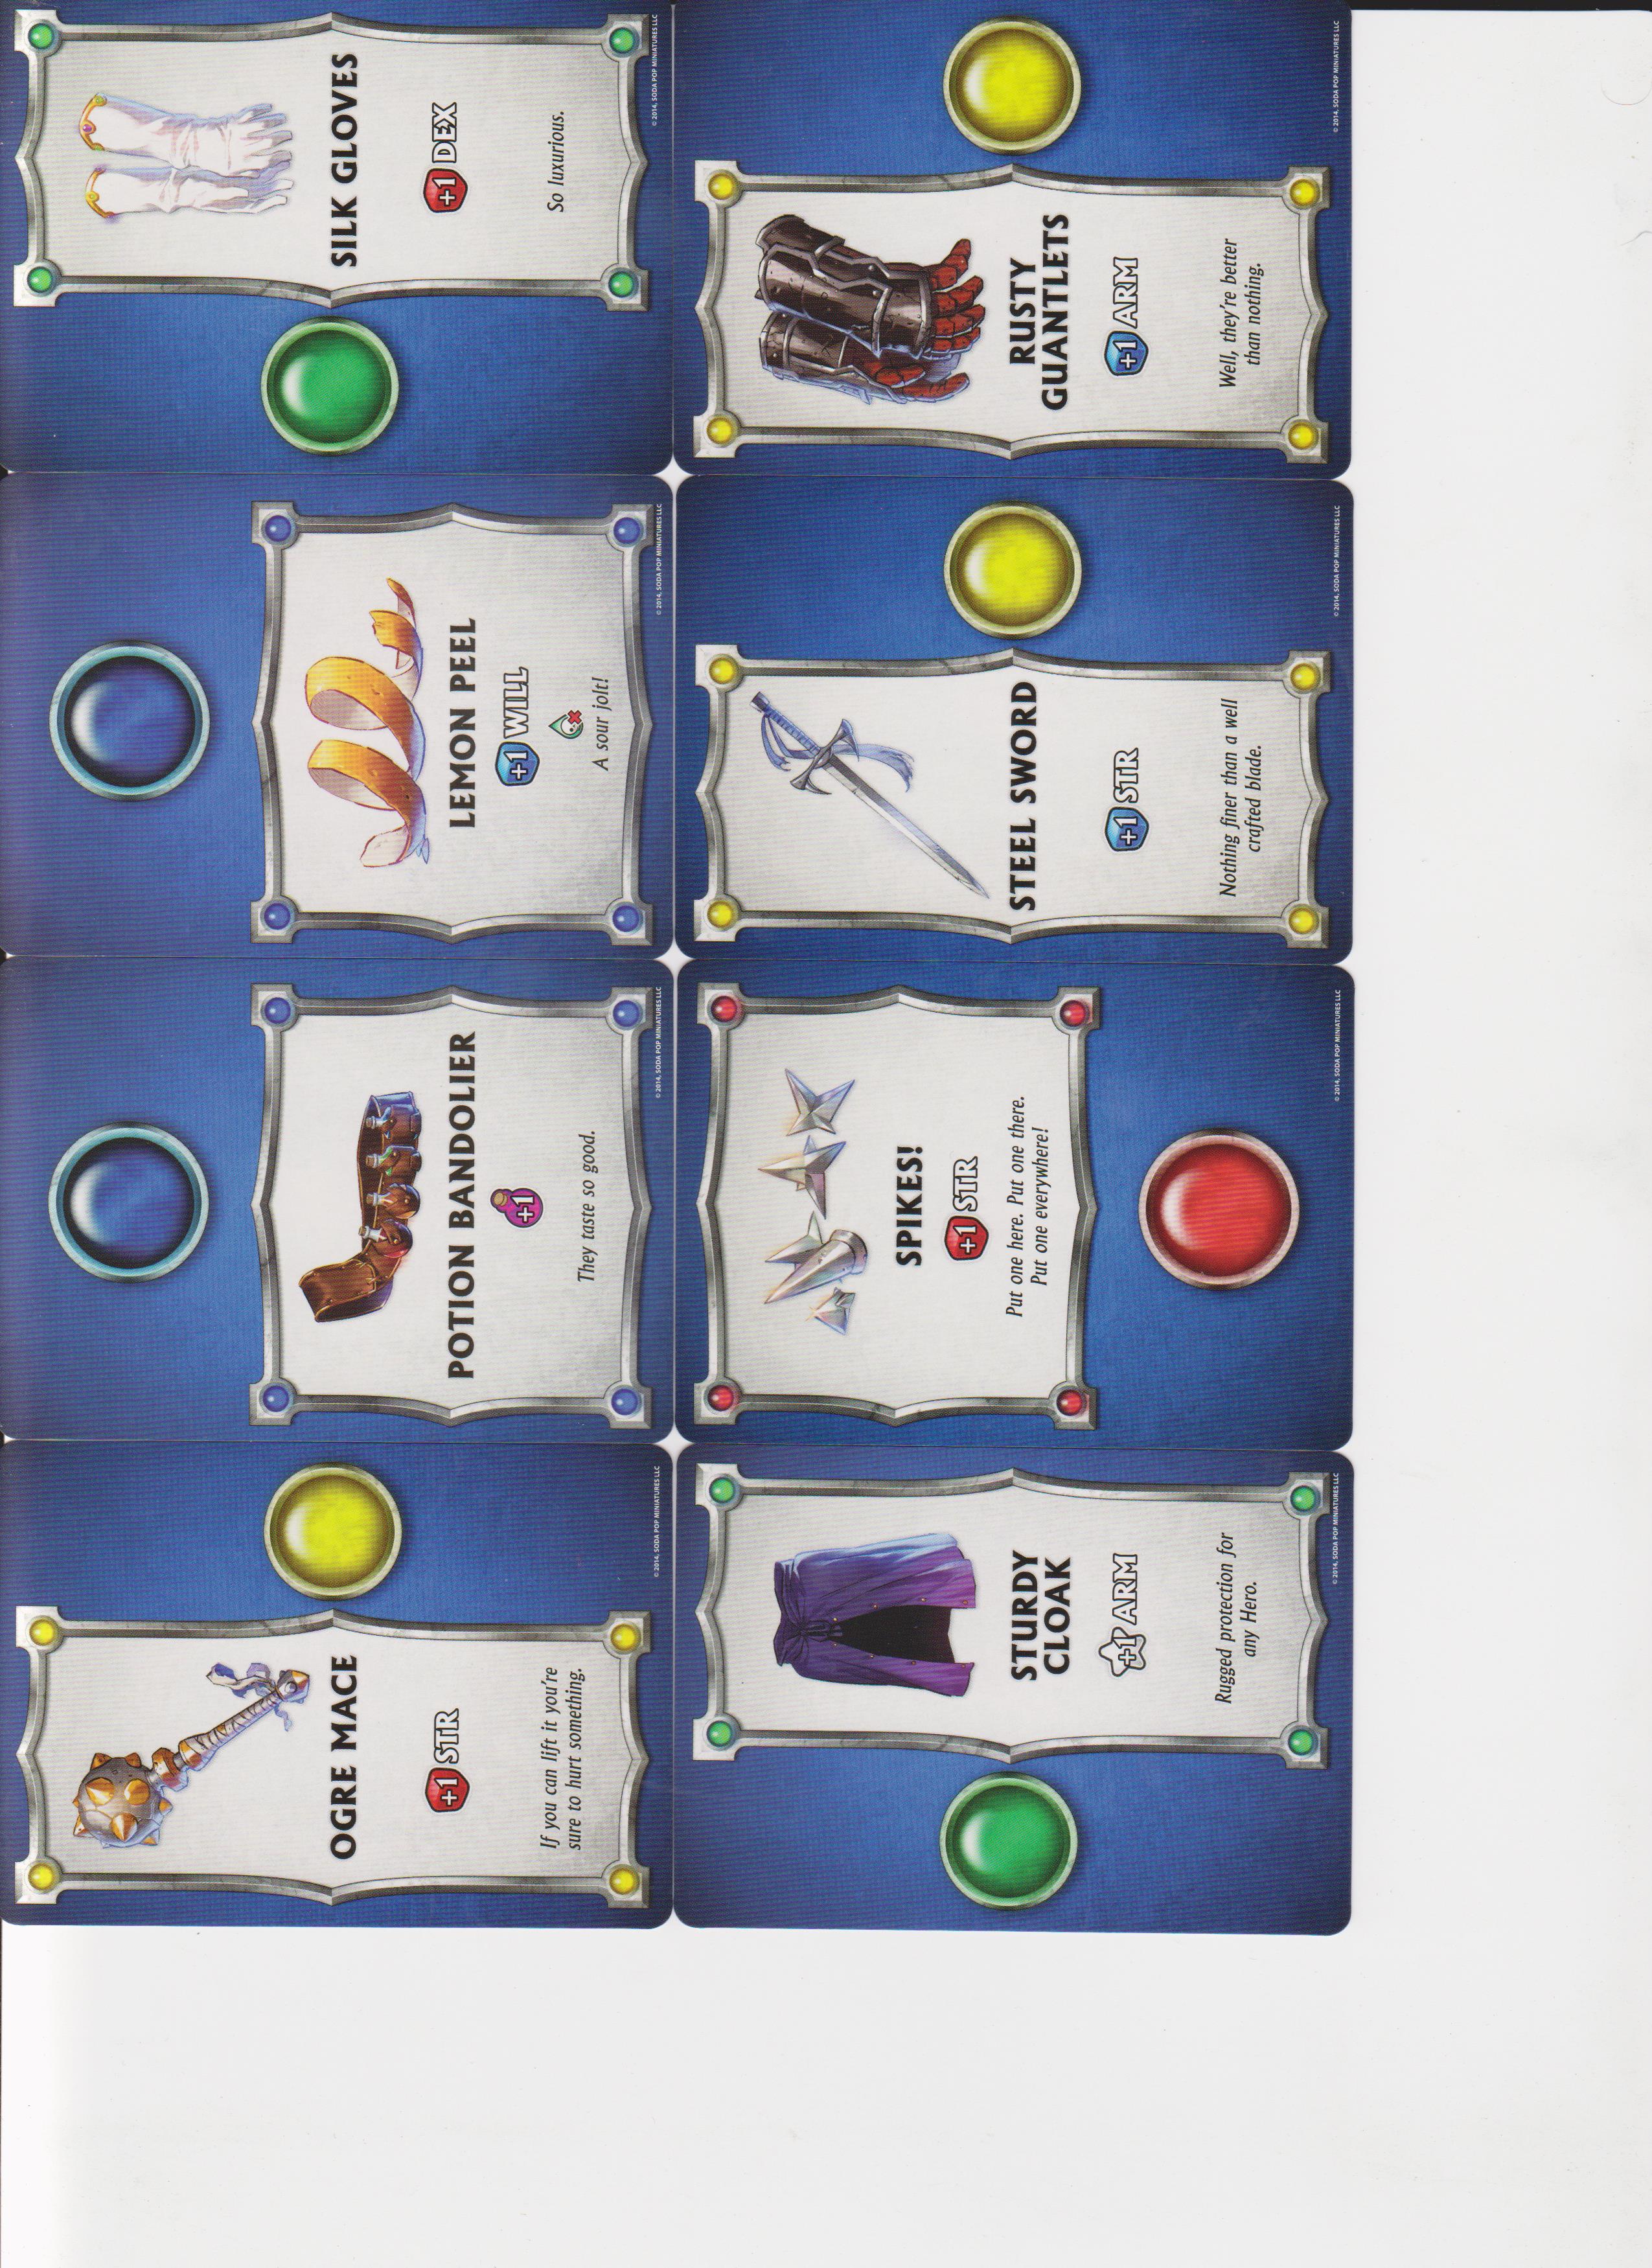 OGRE MACE
+1 STR
If you can lift it you're
sure to hurt something.
© 2014, SODA POP MINIATURES LLC
POTION BANDOLIER
+1
They taste so good.
© 2014, SODA POP MINIATURES LLC
LEMON PEEL
+1 WILL
A sour jolt!
© 2014, SODA POP MINIATURES LLC
SILK GLOVES
+1 DEX
So luxurious.
© 2014, SODA POP MINIATURES LLC
STURDY
CLOAK
+1 ARM
Rugged protection for
any Hero.
© 2014, SODA POP MINIATURES LLC
SPIKES!
+1 STR
Put one here. Put one there.
Put one everywhere!
© 2014, SODA POP MINIATURES LLC
STEEL SWORD
+1 STR
Nothing finer than a well
crafted blade.
© 2014, SODA POP MINIATURES LLC
RUSTY
GUANTLETS
+1 ARM
Well, they're better
than nothing.
© 2014, SODA POP MINIATURES LLC